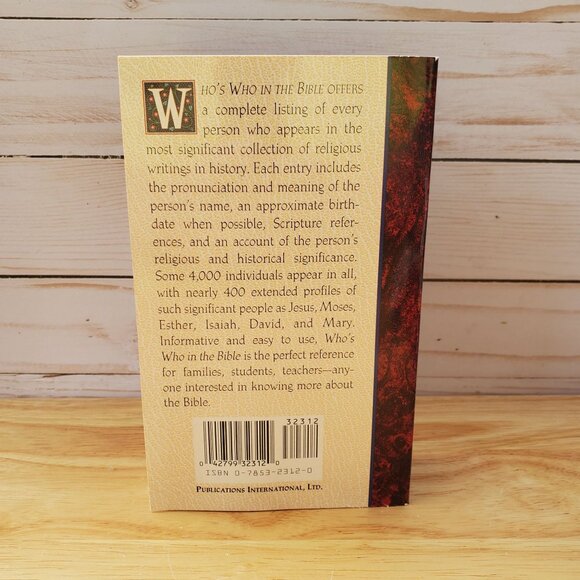 WHO'S WHO IN THE BIBLE OFFERS
a complete listing of every
person who appears in the
most significant collection of religious
writings in history. Each entry includes
the pronunciation and meaning of the
person's name, an approximate birth-
date when possible, Scripture refer-
ences, and an account of the person's
religious and historical significance.
Some 4,000 individuals appear in all,
with nearly 400 extended profiles of
such significant people as Jesus, Moses,
Esther, Isaiah, David, and Mary.
Informative and easy to use, Who's
Who in the Bible is the perfect reference
for families, students, teachers—any-
one interested in knowing more about
the Bible.
32312
0 42799 32312 0
ISBN 0-7853-2312-0
PUBLICATIONS INTERNATIONAL, LTD.